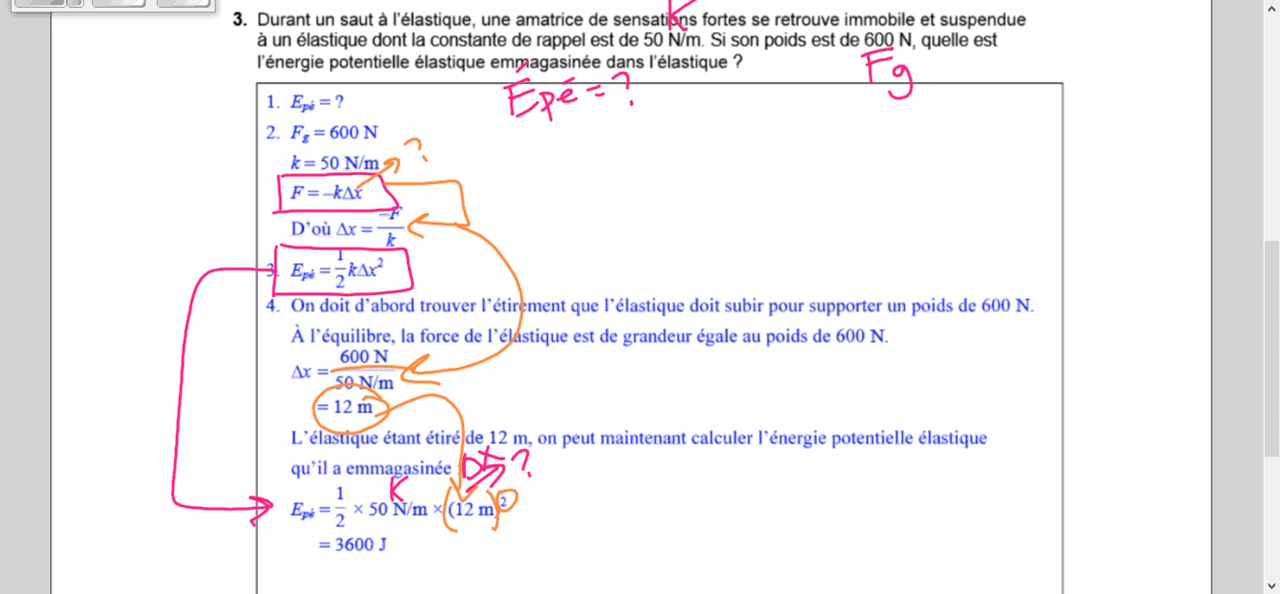 3. Durant un saut à l'élastique, une amatrice de sensations fortes se retrouve immobile et suspendue
K
à un élastique dont la constante de rappel est de 50 N/m. Si son poids est de 600 N, quelle est
Fg
l'énergie potentielle élastique emmagasinée dans l'élastique ?
Épé = ?
1. Epé = ?
2. Fg = 600 N
k = 50 N/m
?
F = –kΔx
D'où Δx = –F/k
3. Epé = 1/2 kΔx²
4. On doit d'abord trouver l'étirement que l'élastique doit subir pour supporter un poids de 600 N.
À l'équilibre, la force de l'élastique est de grandeur égale au poids de 600 N.
Δx = 600 N / 50 N/m
= 12 m
L'élastique étant étiré de 12 m, on peut maintenant calculer l'énergie potentielle élastique
qu'il a emmagasinée :
Δx ?
K
Epé = 1/2 × 50 N/m × (12 m)²
= 3600 J